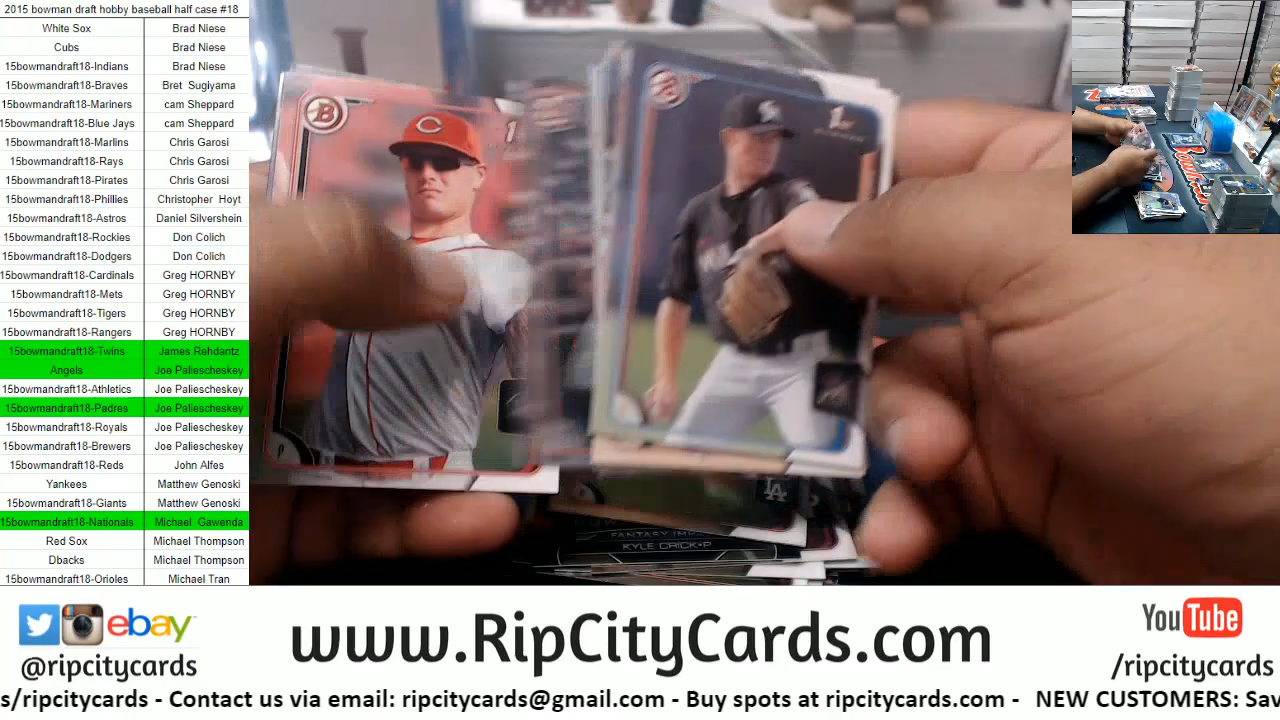 2015 bowman draft hobby baseball half case #18
White Sox Brad Niese
Cubs Brad Niese
15bowmandraft18-Indians Brad Niese
15bowmandraft18-Braves Bret Sugiyama
15bowmandraft18-Mariners cam Sheppard
15bowmandraft18-Blue Jays cam Sheppard
15bowmandraft18-Marlins Chris Garosi
15bowmandraft18-Rays Chris Garosi
15bowmandraft18-Pirates Chris Garosi
15bowmandraft18-Phillies Christopher Hoyt
15bowmandraft18-Astros Daniel Silvershein
15bowmandraft18-Rockies Don Colich
15bowmandraft18-Dodgers Don Colich
15bowmandraft18-Cardinals Greg HORNBY
15bowmandraft18-Mets Greg HORNBY
15bowmandraft18-Tigers Greg HORNBY
15bowmandraft18-Rangers Greg HORNBY
15bowmandraft18-Twins James Rehdantz
Angels Joe Paliescheskey
15bowmandraft18-Athletics Joe Paliescheskey
15bowmandraft18-Padres Joe Paliescheskey
15bowmandraft18-Royals Joe Paliescheskey
15bowmandraft18-Brewers Joe Paliescheskey
15bowmandraft18-Reds John Alfes
Yankees Matthew Genoski
15bowmandraft18-Giants Matthew Genoski
15bowmandraft18-Nationals Michael Gawenda
Red Sox Michael Thompson
Dbacks Michael Thompson
15bowmandraft18-Orioles Michael Tran
B
C
1
1st
P
LA
FANTASY
KYLE CRICK•P
Bowman
ebay
@ripcitycards
www.RipCityCards.com
YouTube
/ripcitycards
s/ripcitycards - Contact us via email: ripcitycards@gmail.com - Buy spots at ripcitycards.com - NEW CUSTOMERS: Sav